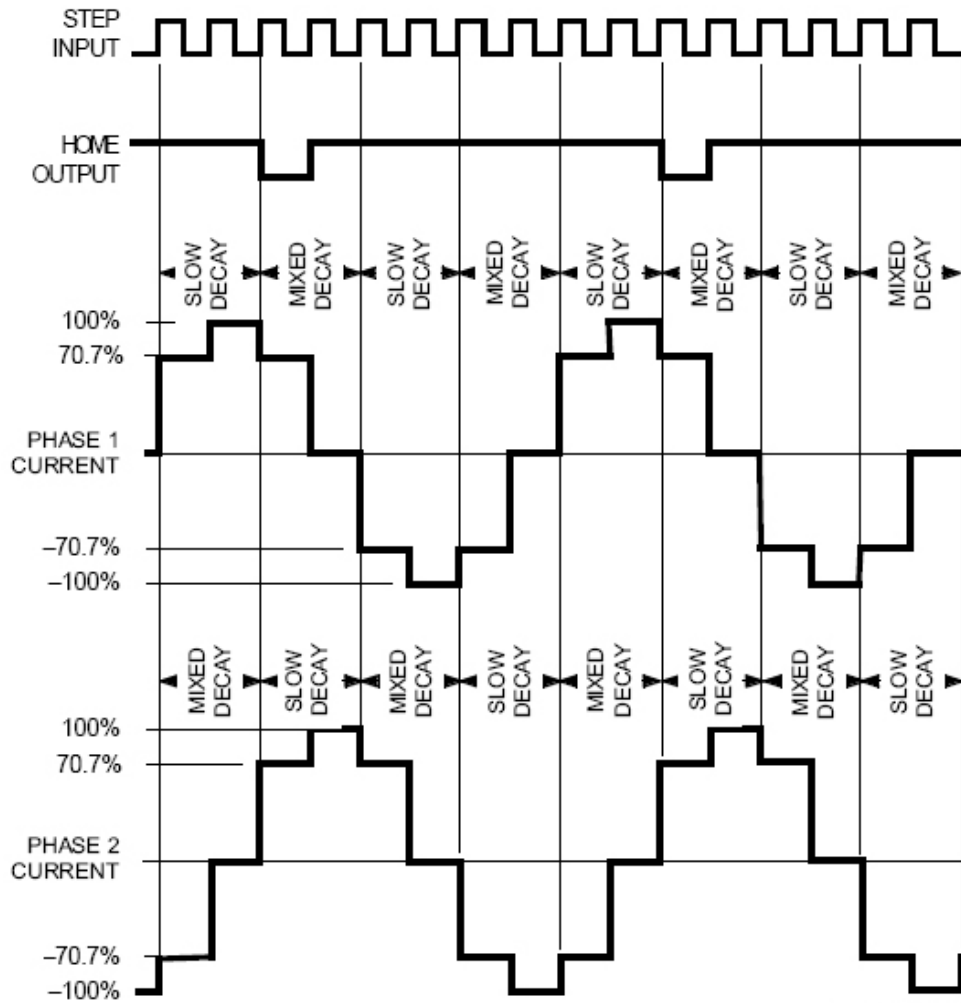 STEP
INPUT
HOME
OUTPUT
SLOW
DECAY
MIXED
DECAY
SLOW
DECAY
MIXED
DECAY
SLOW
DECAY
MIXED
DECAY
SLOW
DECAY
MIXED
DECAY
100%
70.7%
PHASE 1
CURRENT
–70.7%
–100%
MIXED
DECAY
SLOW
DECAY
MIXED
DECAY
SLOW
DECAY
MIXED
DECAY
SLOW
DECAY
MIXED
DECAY
SLOW
DECAY
100%
70.7%
PHASE 2
CURRENT
–70.7%
–100%